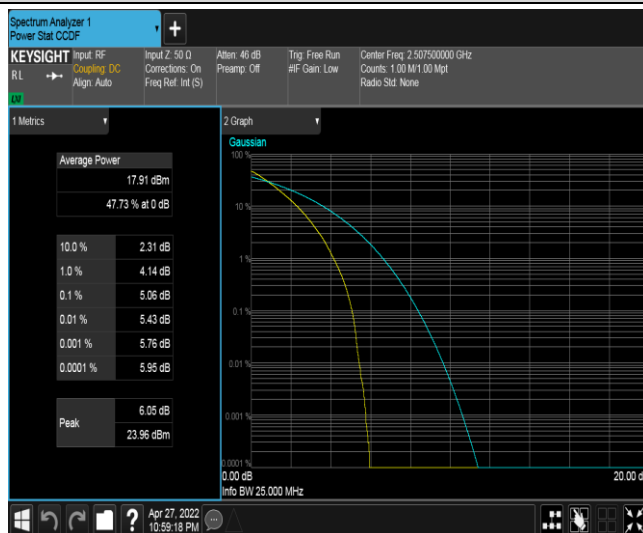 Spectrum Analyzer 1
Power Stat CCDF
+
KEYSIGHT Input: RF Input Z: 50 Ω Atten: 46 dB Trig: Free Run Center Freq: 2.507500000 GHz
RL Coupling: DC Corrections: On Preamp: Off #IF Gain: Low Counts: 1.00 M/1.00 Mpt
Align: Auto Freq Ref: Int (S) Radio Std: None
LM
1 Metrics
2 Graph
Average Power
17.91 dBm
47.73 % at 0 dB
10.0 % 2.31 dB
1.0 % 4.14 dB
0.1 % 5.06 dB
0.01 % 5.43 dB
0.001 % 5.76 dB
0.0001 % 5.95 dB
Peak 6.05 dB
23.96 dBm
Gaussian
100 %
10 %
1 %
0.1 %
0.01 %
0.001 %
0.0001 %
0.00 dB 20.00 d
Info BW 25.000 MHz
? Apr 27, 2022
10:59:18 PM